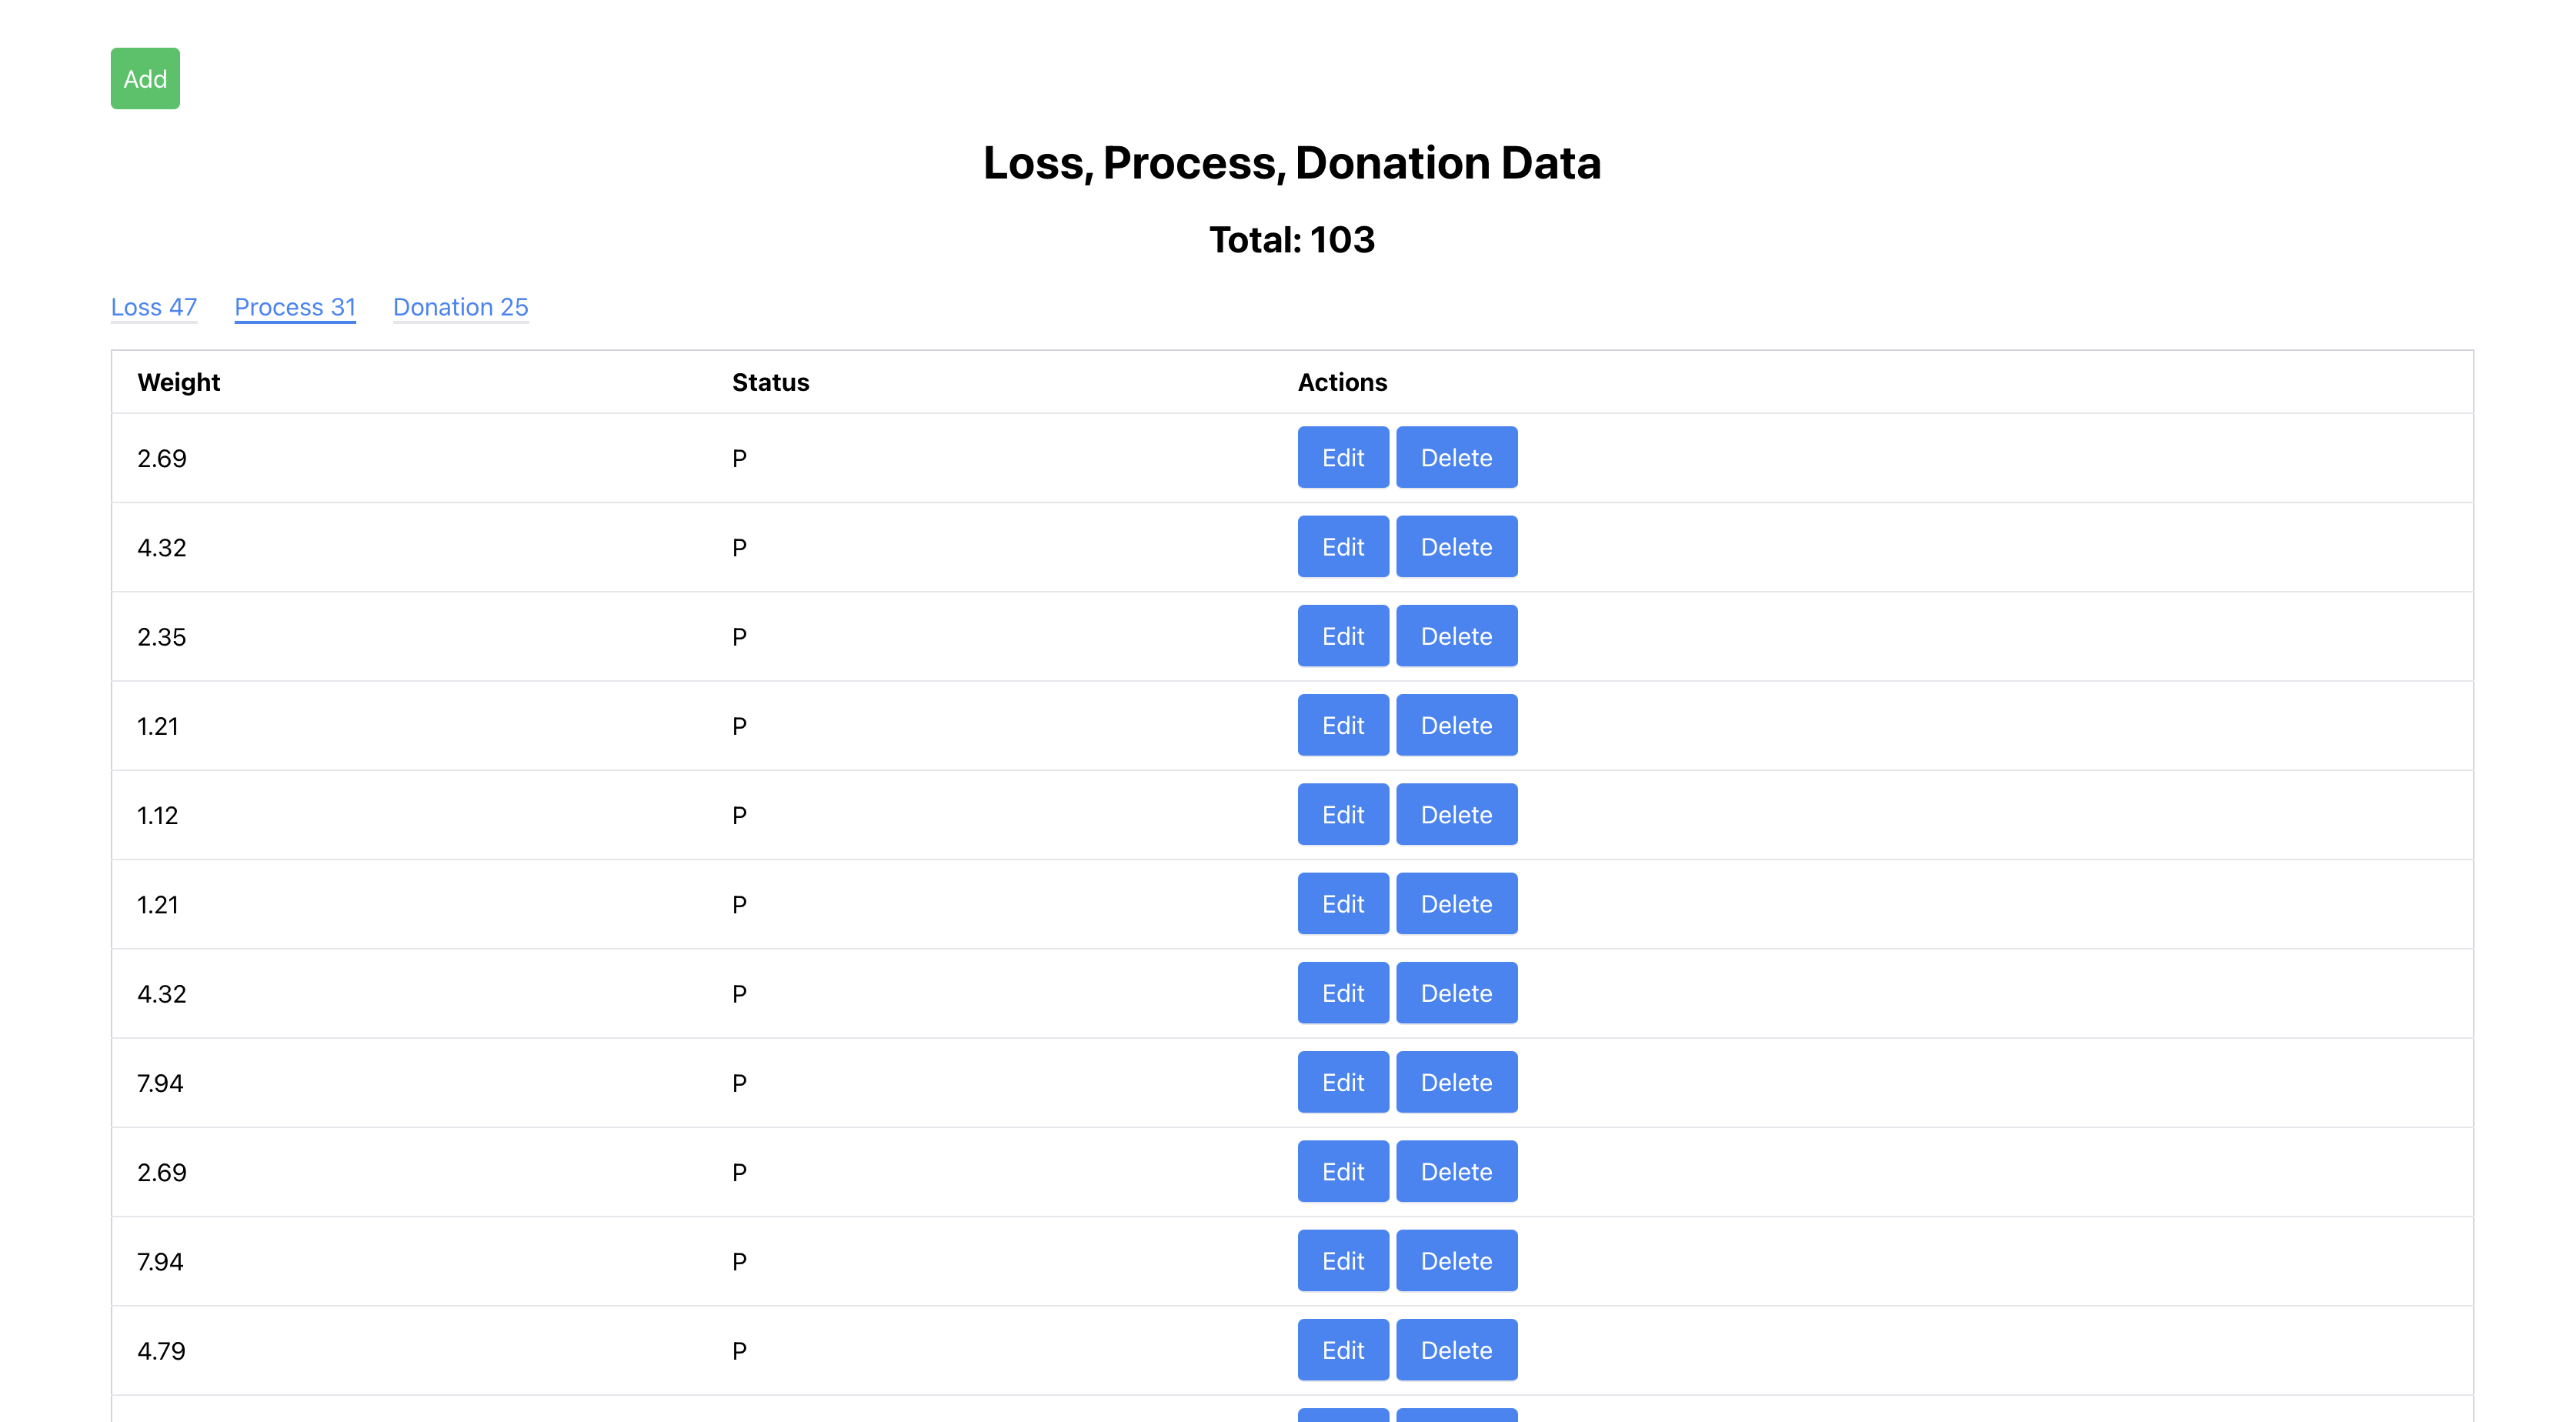 Add
Loss, Process, Donation Data
Total: 103
Loss 47 Process 31 Donation 25
Weight Status Actions
2.69 P Edit Delete
4.32 P Edit Delete
2.35 P Edit Delete
1.21 P Edit Delete
1.12 P Edit Delete
1.21 P Edit Delete
4.32 P Edit Delete
7.94 P Edit Delete
2.69 P Edit Delete
7.94 P Edit Delete
4.79 P Edit Delete